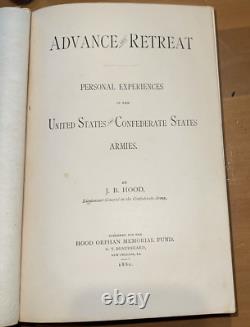 ADVANCE AND RETREAT
PERSONAL EXPERIENCES
IN THE
UNITED STATES AND CONFEDERATE STATES
ARMIES.
BY
J. B. HOOD,
Lieutenant-General in the Confederate Army.
PUBLISHED FOR THE
HOOD ORPHAN MEMORIAL FUND.
G. T. BEAUREGARD,
NEW ORLEANS, LA.
1880.